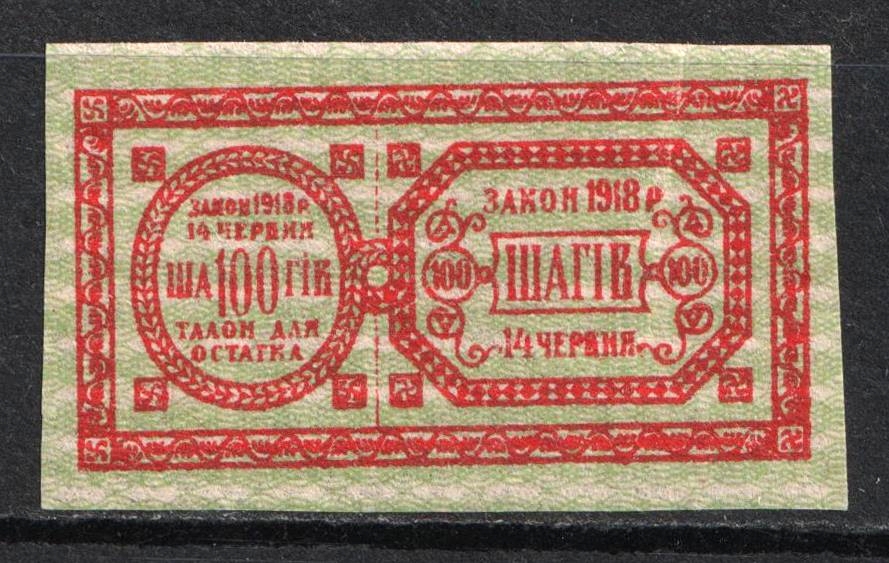 ЗАКОН 1918 Р
14 ЧЕРВНЯ
ША 100 ГІВ
ТАЛОН ДЛЯ
ОСТАТКА
ЗАКОН 1918 Р
100 ШАГІВ 100
14 ЧЕРВНЯ